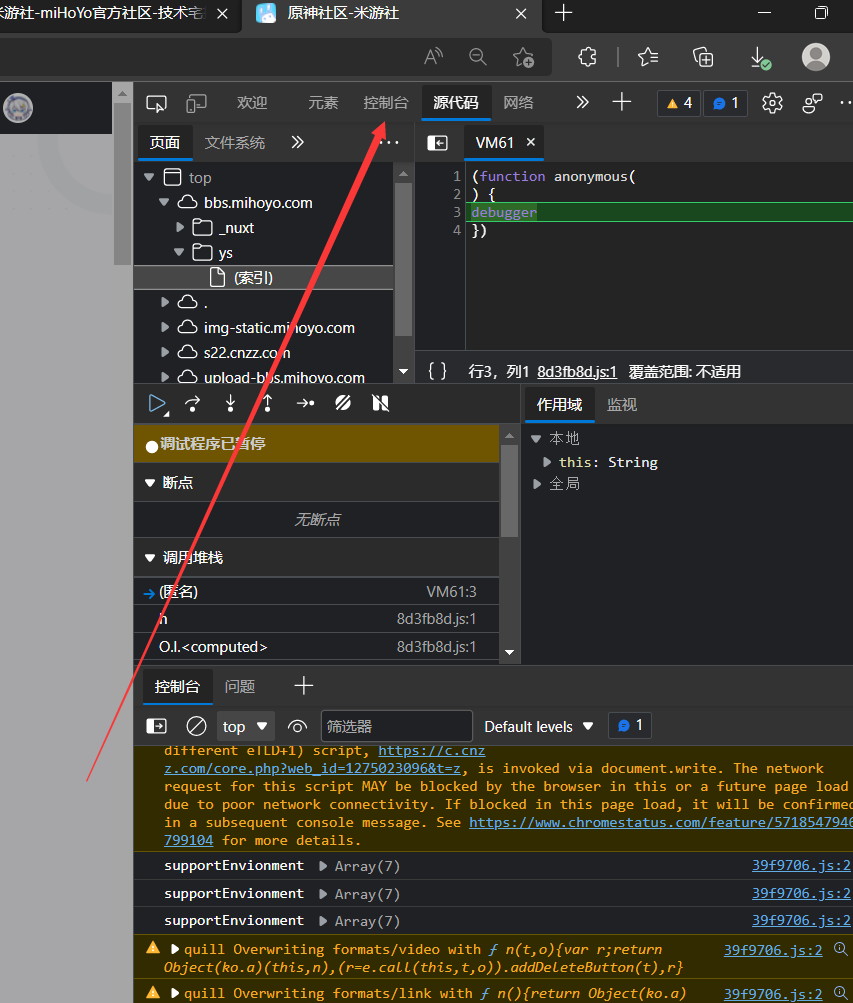 米游社-miHoYo官方社区-技术宅
原神社区-米游社
欢迎 元素 控制台 源代码 网络 4 1
页面 文件系统 VM61
top
bbs.mihoyo.com
_nuxt
ys
(索引)
.
img-static.mihoyo.com
s22.cnzz.com
upload-bbs.mihoyo.com
1 (function anonymous(
2 ) {
3 debugger
4 })
{ } 行3，列1 8d3fb8d.js:1 覆盖范围: 不适用
作用域 监视
调试程序已暂停
本地
this: String
全局
断点
无断点
调用堆栈
(匿名) VM61:3
h 8d3fb8d.js:1
O.l.<computed> 8d3fb8d.js:1
控制台 问题
top 筛选器 Default levels 1
different eTLD+1) script, https://c.cnz
z.com/core.php?web_id=1275023096&t=z, is invoked via document.write. The network
request for this script MAY be blocked by the browser in this or a future page load
due to poor network connectivity. If blocked in this page load, it will be confirmed
in a subsequent console message. See https://www.chromestatus.com/feature/5718547946
799104 for more details.
supportEnvionment Array(7) 39f9706.js:2
supportEnvionment Array(7) 39f9706.js:2
supportEnvionment Array(7) 39f9706.js:2
quill Overwriting formats/video with ƒ n(t,o){var r;return 39f9706.js:2
Object(ko.a)(this,n),(r=e.call(this,t,o)).addDeleteButton(t),r}
quill Overwriting formats/link with ƒ n(){return Object(ko.a) 39f9706.js:2